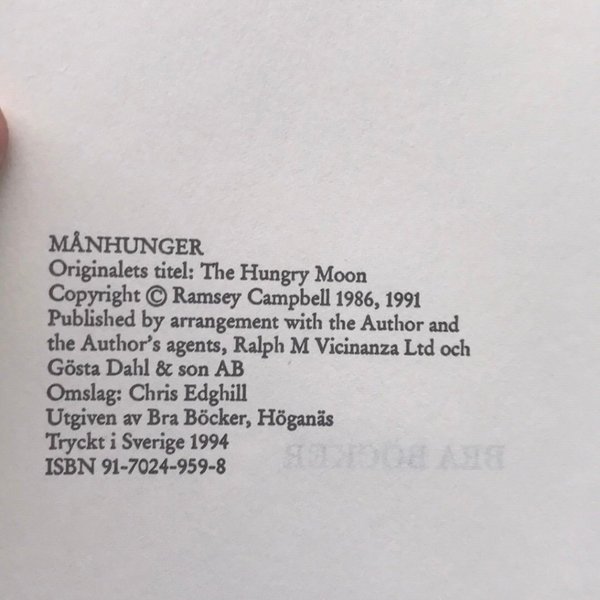 MÅNHUNGER
Originalets titel: The Hungry Moon
Copyright © Ramsey Campbell 1986, 1991
Published by arrangement with the Author and
the Author's agents, Ralph M Vicinanza Ltd och
Gösta Dahl & son AB
Omslag: Chris Edghill
Utgiven av Bra Böcker, Höganäs
Tryckt i Sverige 1994
ISBN 91-7024-959-8
BRA BÖCKER